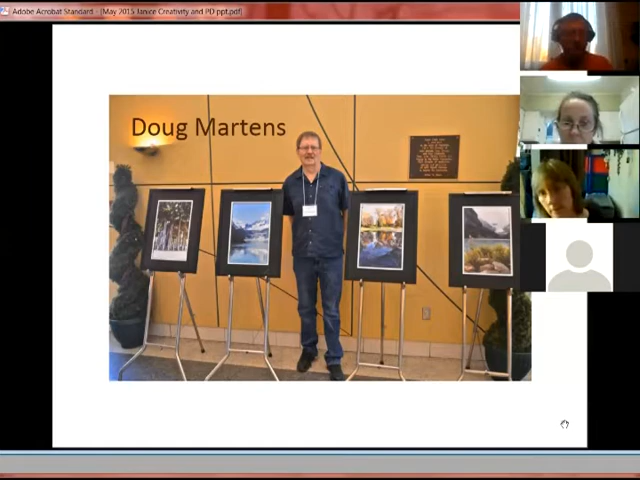 Adobe Acrobat Standard - [May 2015 Janice Creativity and PD ppt.pdf]
Doug Martens